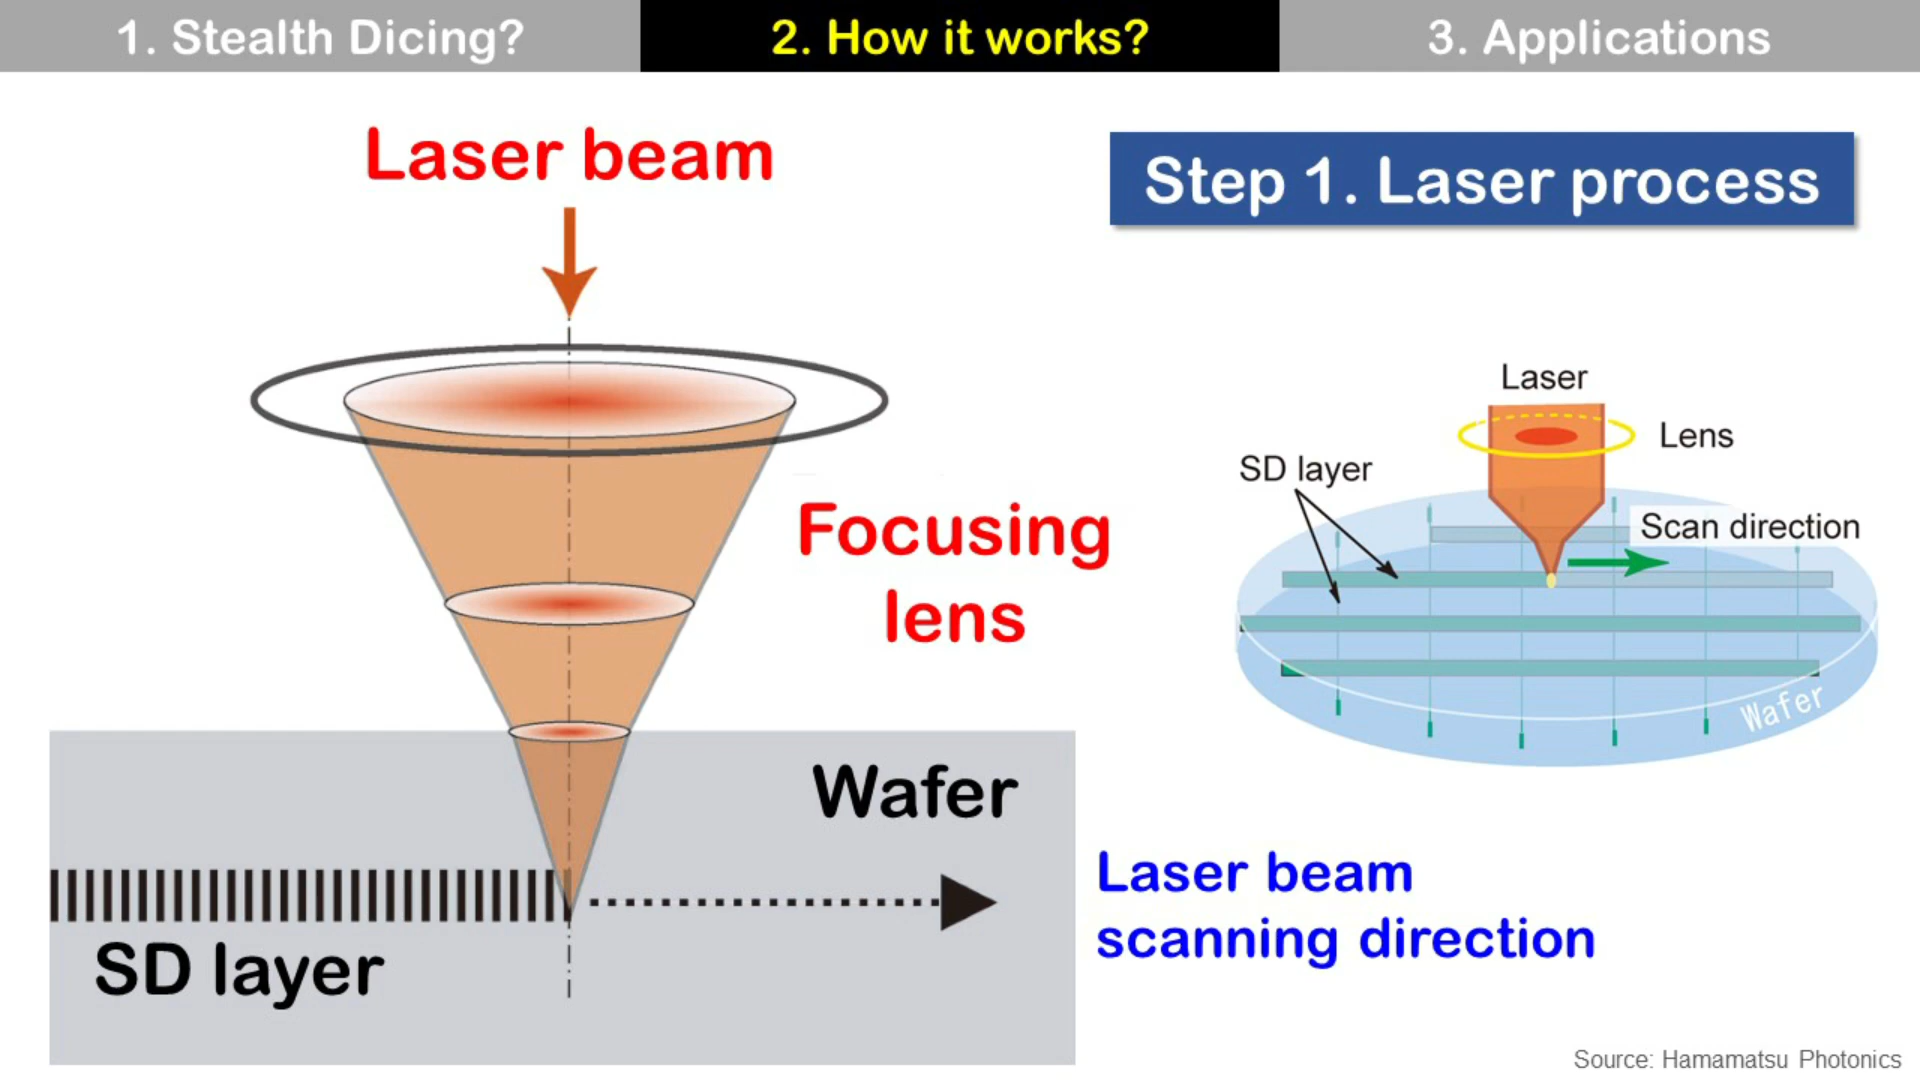 1. Stealth Dicing?
2. How it works?
3. Applications
Laser beam
Step 1. Laser process
Focusing
lens
Laser
Lens
SD layer
Scan direction
Wafer
Wafer
SD layer
Laser beam
scanning direction
Source: Hamamatsu Photonics